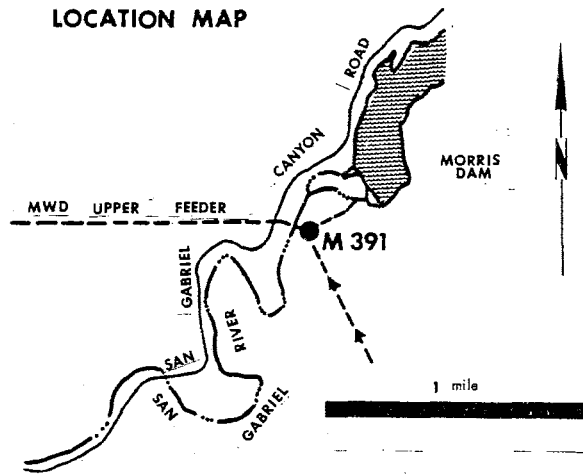 LOCATION MAP
SAN GABRIEL CANYON ROAD
N
MORRIS
DAM
MWD UPPER FEEDER
M 391
SAN GABRIEL RIVER
1 mile